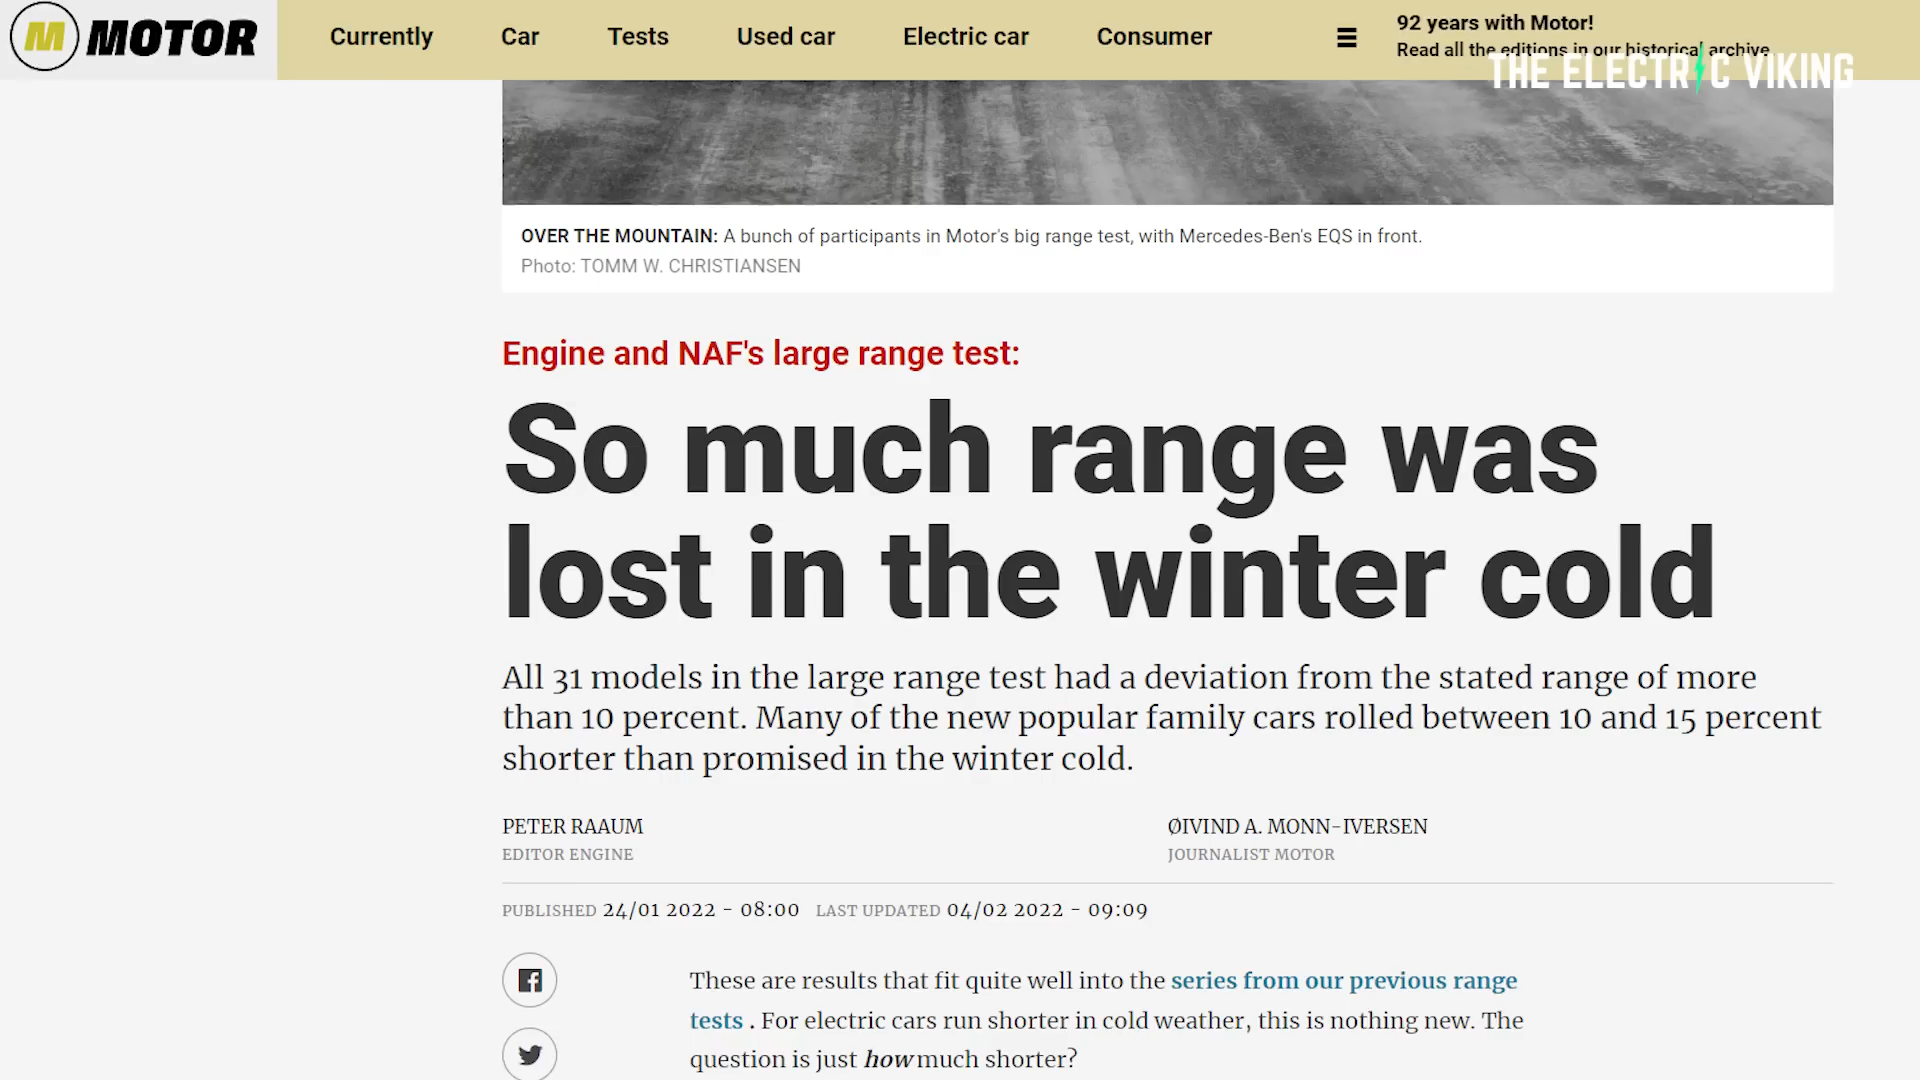 M MOTOR
Currently
Car
Tests
Used car
Electric car
Consumer
92 years with Motor!
Read all the editions in our historical archive
THE ELECTRIC VIKING
OVER THE MOUNTAIN: A bunch of participants in Motor's big range test, with Mercedes-Ben's EQS in front.
Photo: TOMM W. CHRISTIANSEN
Engine and NAF's large range test:
So much range was
lost in the winter cold
All 31 models in the large range test had a deviation from the stated range of more
than 10 percent. Many of the new popular family cars rolled between 10 and 15 percent
shorter than promised in the winter cold.
PETER RAAUM
EDITOR ENGINE
ØIVIND A. MONN-IVERSEN
JOURNALIST MOTOR
PUBLISHED 24/01 2022 - 08:00 LAST UPDATED 04/02 2022 - 09:09
These are results that fit quite well into the series from our previous range
tests . For electric cars run shorter in cold weather, this is nothing new. The
question is just how much shorter?